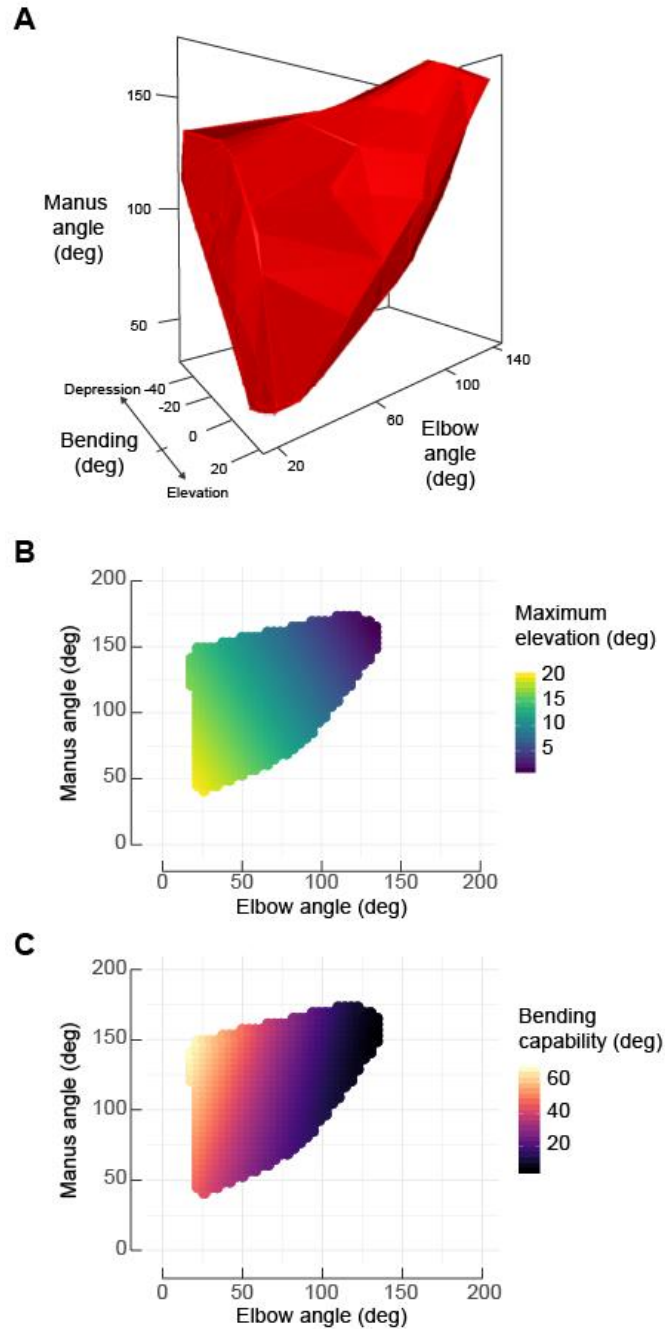 A
150
Manus
angle
(deg)
100
50
Depression -40
-20
0
20
Bending
(deg)
Elevation
20
60
100
140
Elbow
angle
(deg)
B
200
150
100
50
0
Manus angle (deg)
0 50 100 150 200
Elbow angle (deg)
Maximum
elevation (deg)
20
15
10
5
C
200
150
100
50
0
Manus angle (deg)
0 50 100 150 200
Elbow angle (deg)
Bending
capability (deg)
60
40
20